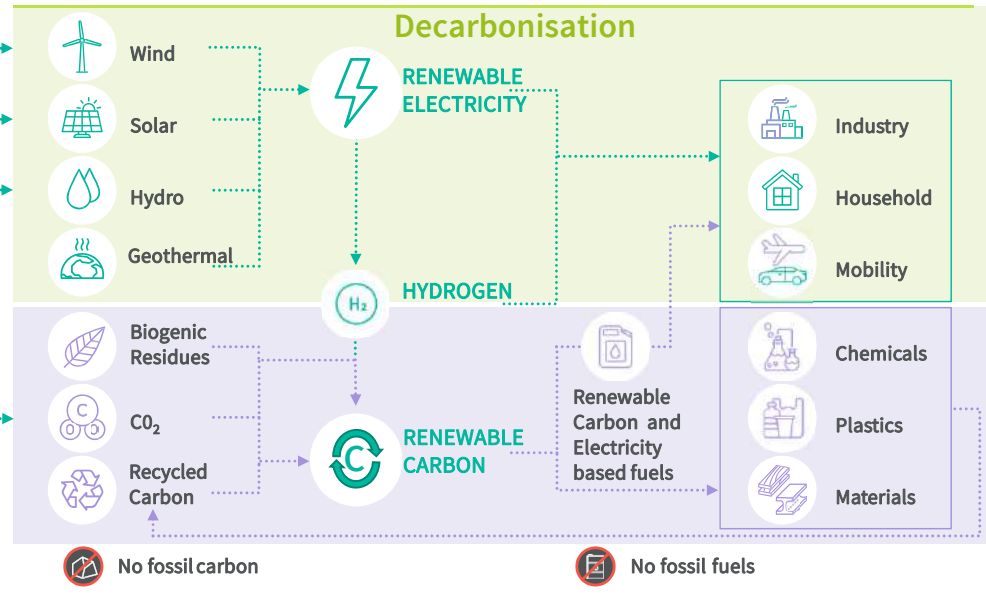 Decarbonisation
Wind
Solar
Hydro
Geothermal
RENEWABLE
ELECTRICITY
HYDROGEN
H₂
Industry
Household
Mobility
Biogenic
Residues
C
O
O
C0₂
Recycled
Carbon
C
RENEWABLE
CARBON
Renewable
Carbon and
Electricity
based fuels
Chemicals
Plastics
Materials
No fossil carbon
No fossil fuels